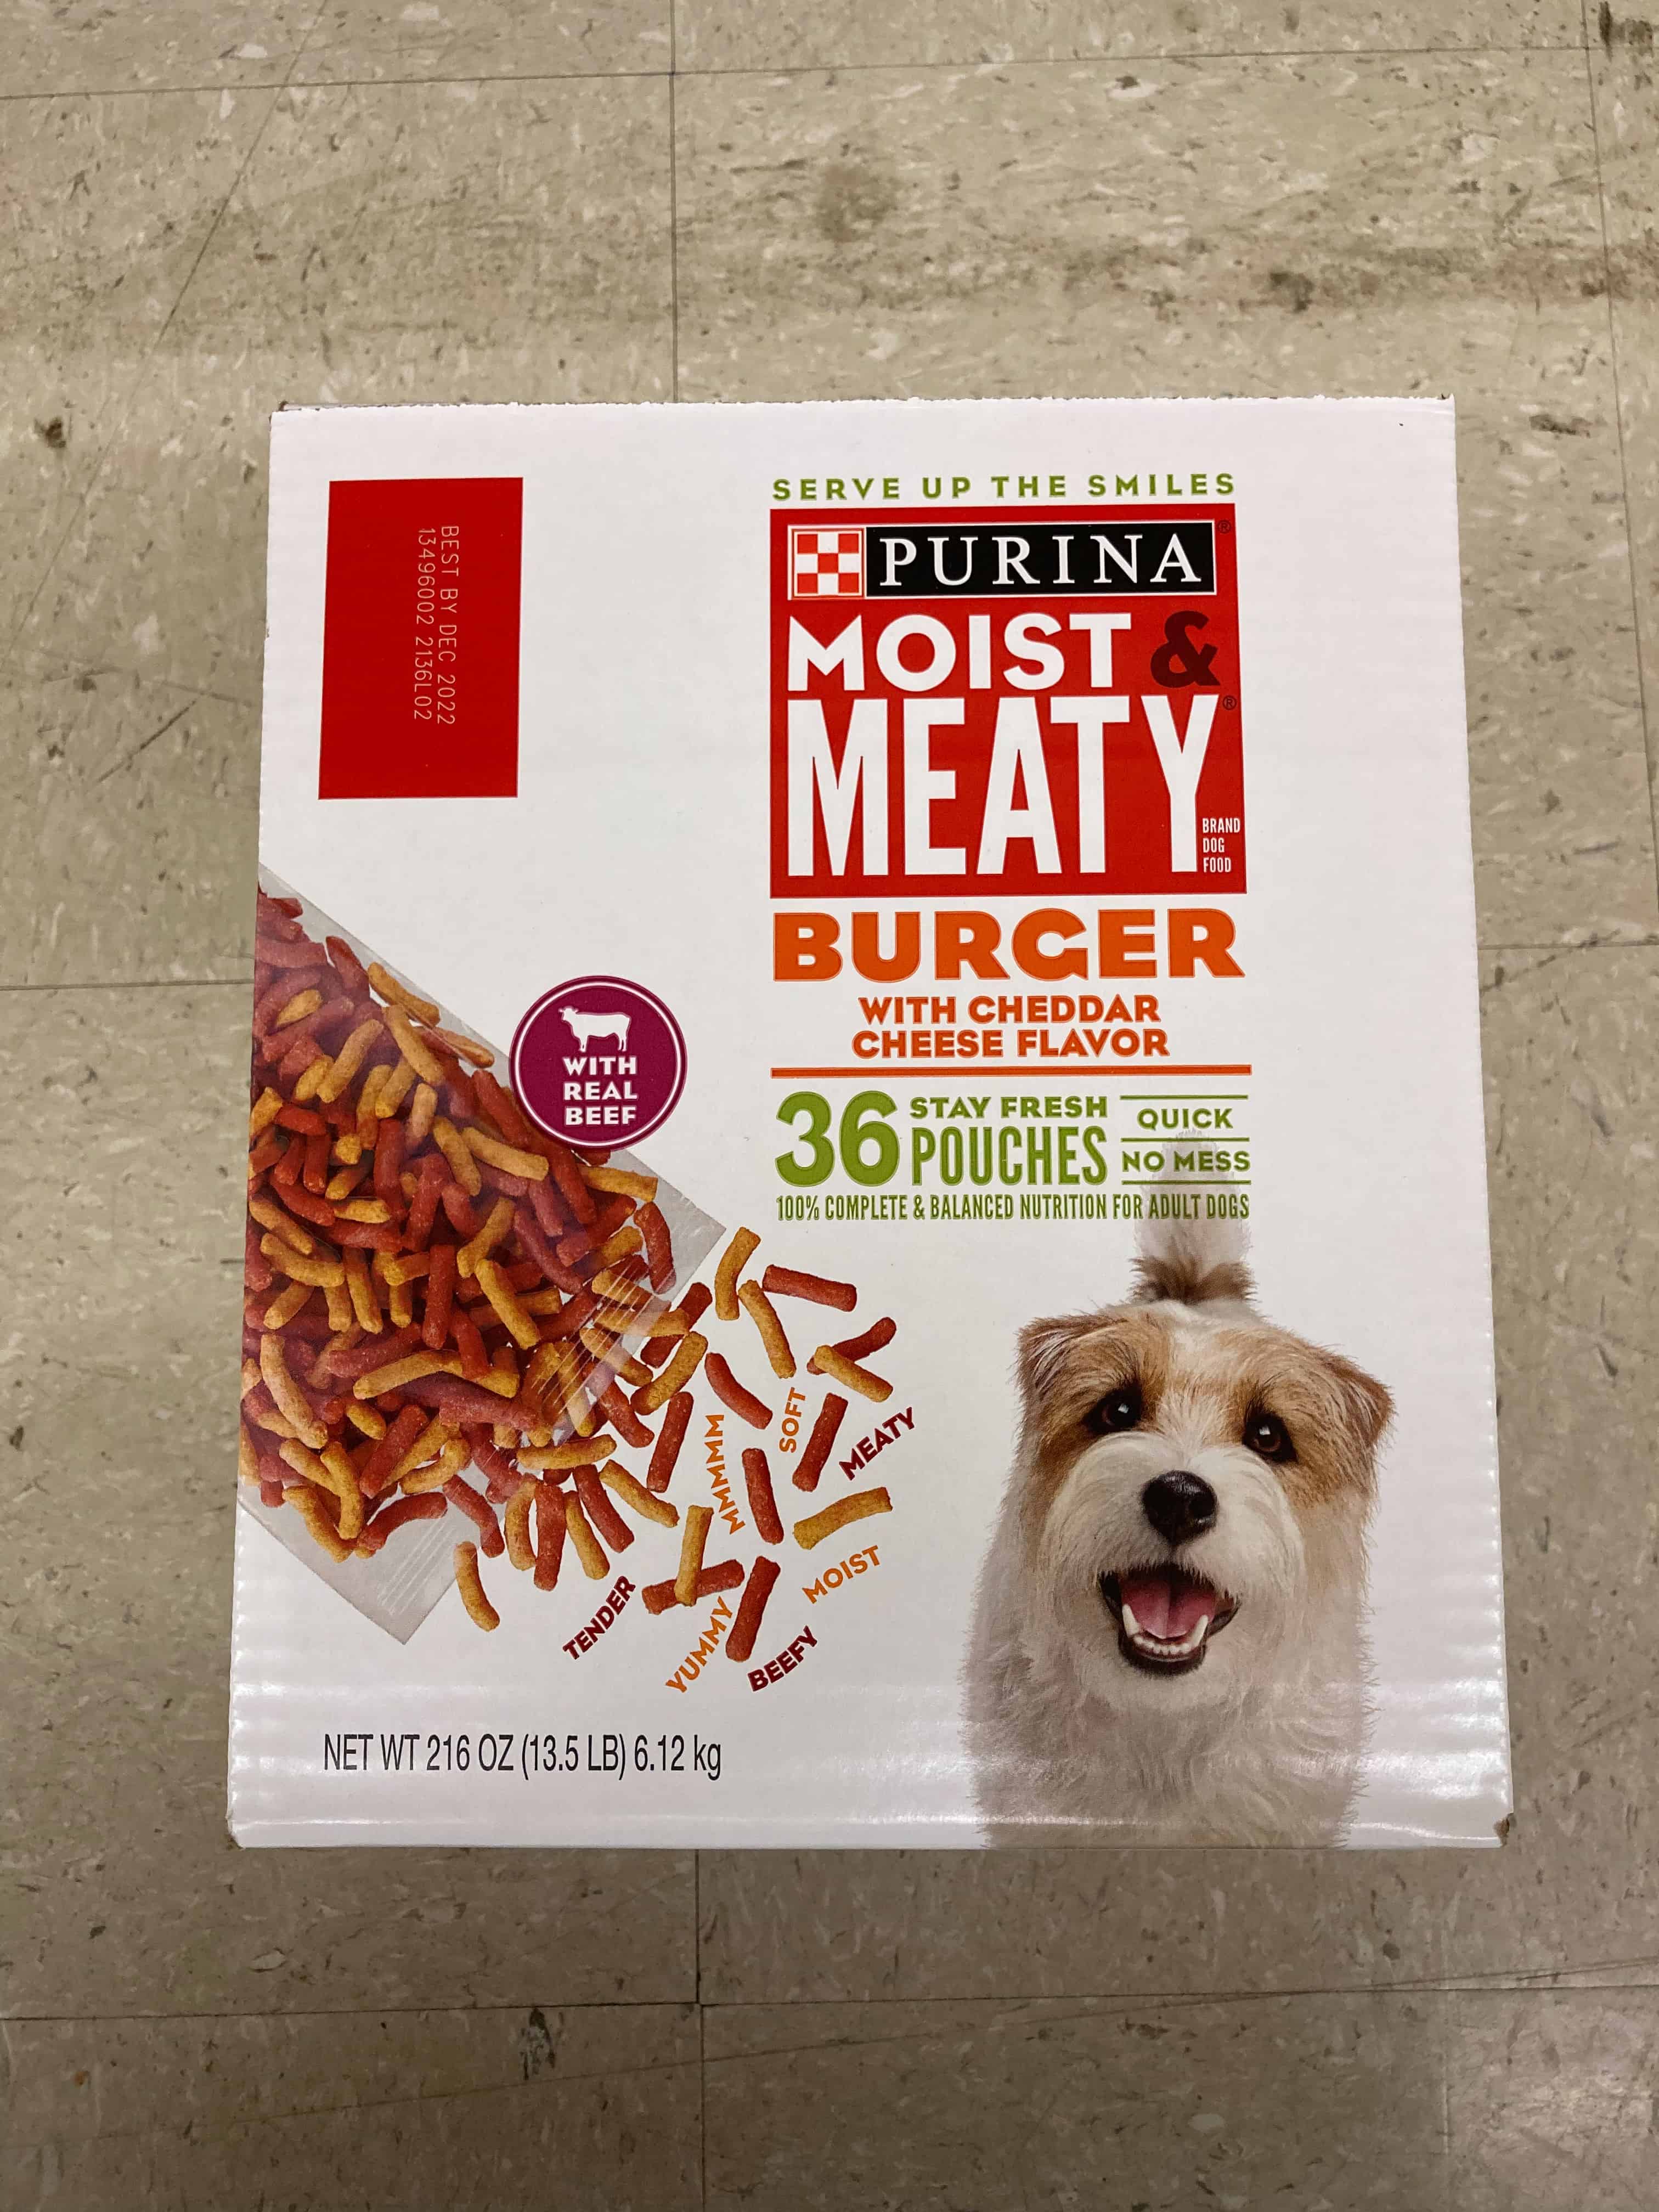 BEST BY DEC 2022
13496002 2136L02
SERVE UP THE SMILES
PURINA®
MOIST &
MEATY®
BRAND
DOG
FOOD
BURGER
WITH CHEDDAR
CHEESE FLAVOR
WITH
REAL
BEEF
36 STAY FRESH
POUCHES
QUICK
NO MESS
100% COMPLETE & BALANCED NUTRITION FOR ADULT DOGS
SOFT
MMMMM
MEATY
MOIST
TENDER
YUMMY
BEEFY
NET WT 216 OZ (13.5 LB) 6.12 kg